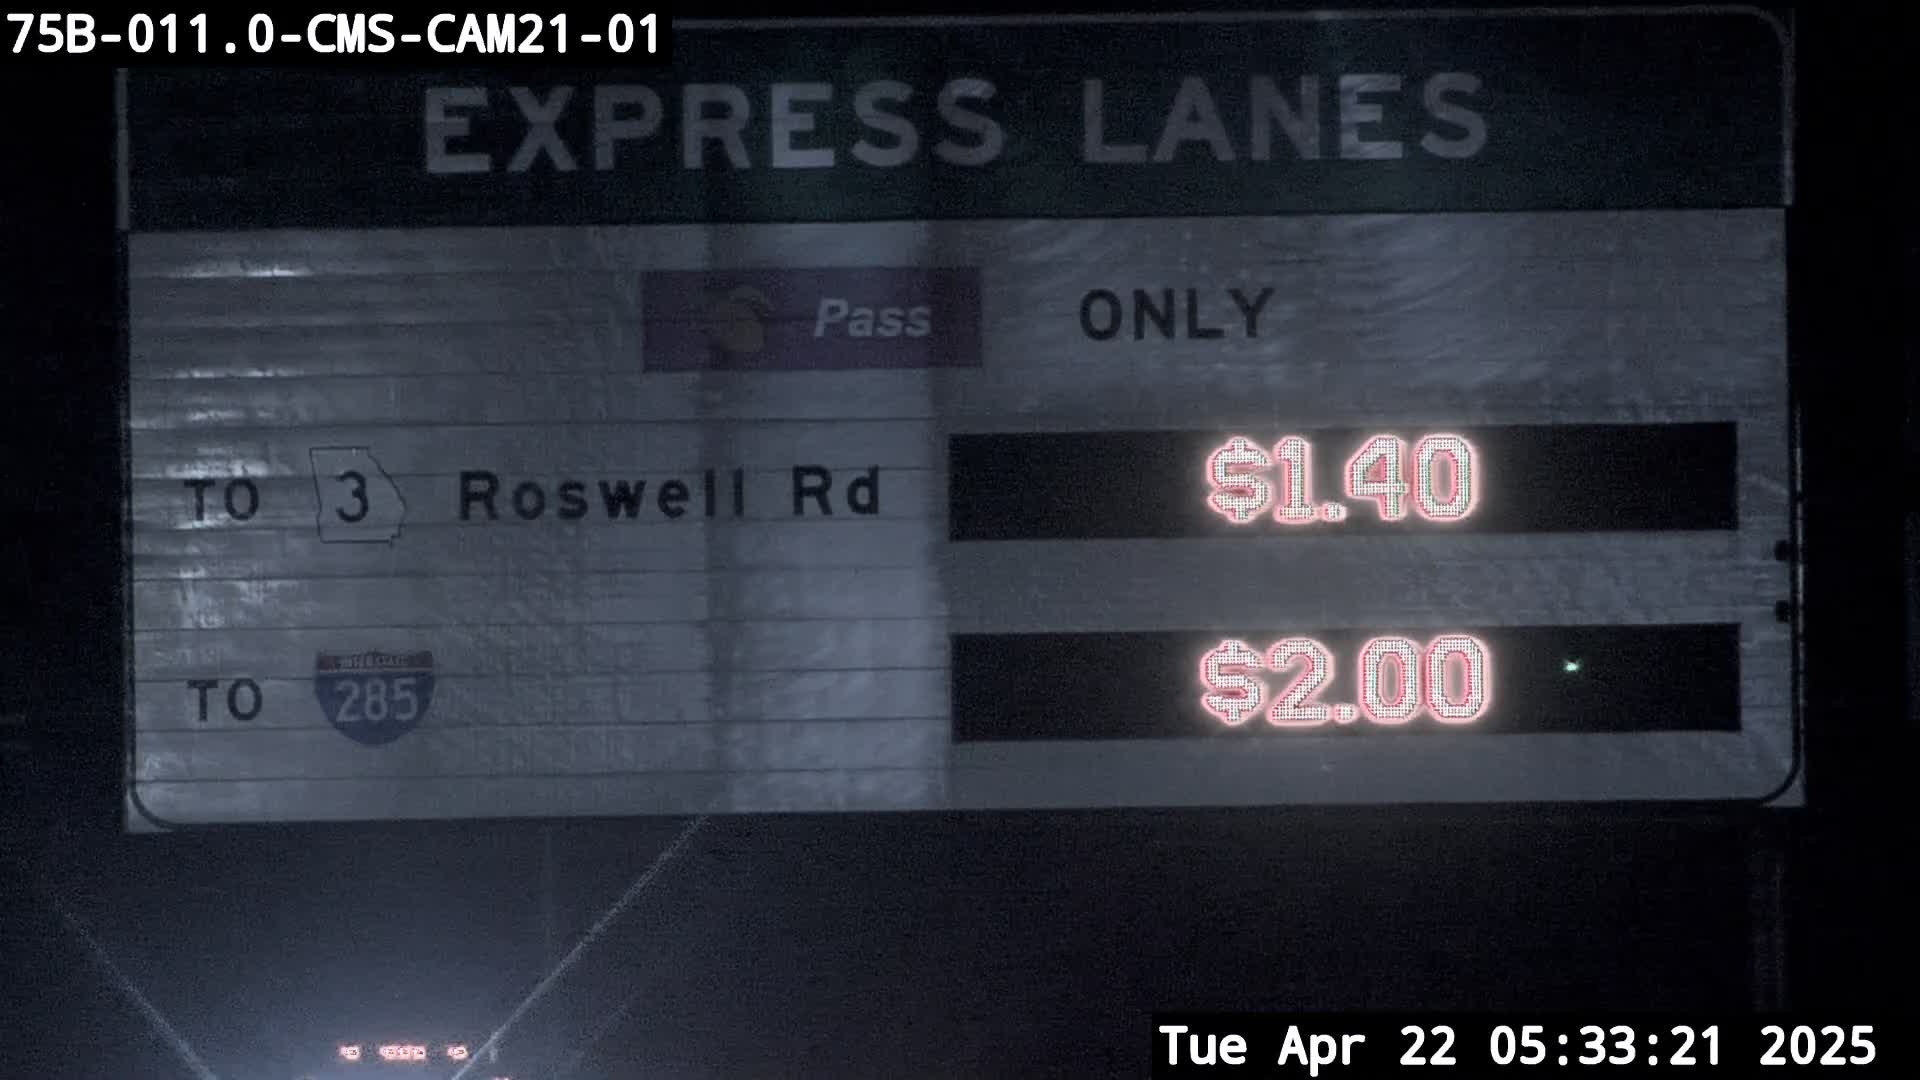 75B-011.0-CMS-CAM21-01
EXPRESS LANES
Pass ONLY
TO 3 Roswell Rd $1.40
INTERSTATE
TO 285 $2.00
Tue Apr 22 05:33:21 2025